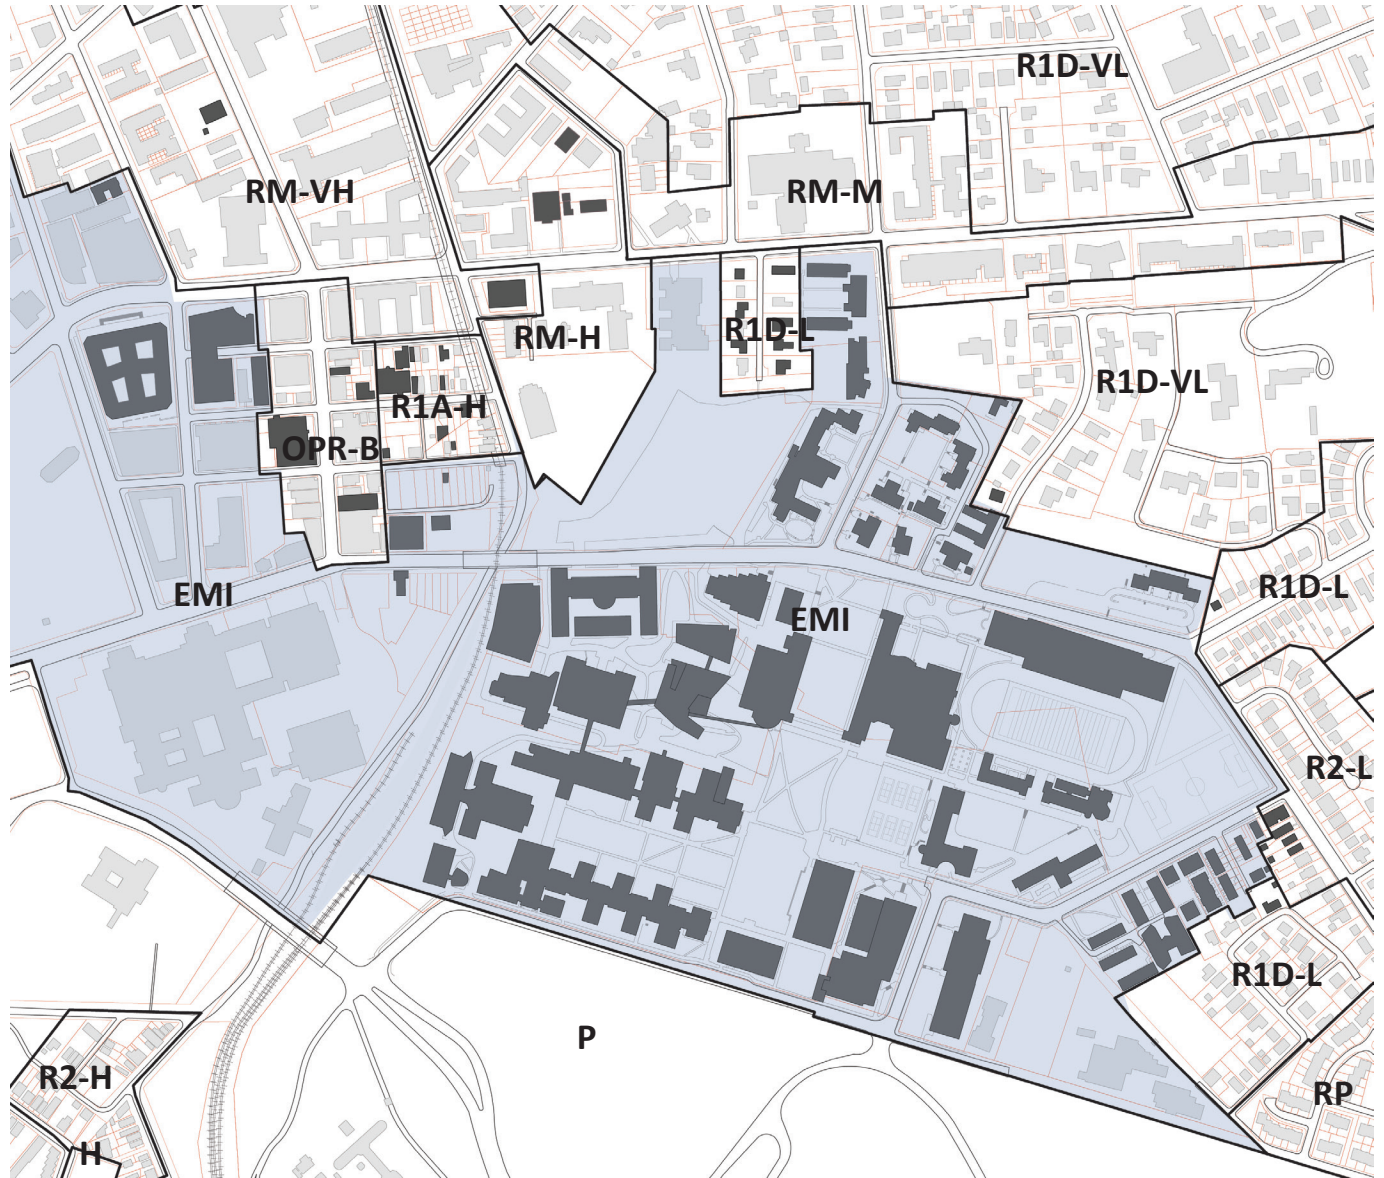 R1D-VL
RM-VH
RM-M
RM-H
R1D-L
R1D-VL
R1A-H
OPR-B
EMI
EMI
R1D-L
R2-L
R1D-L
P
R2-H
RP
H